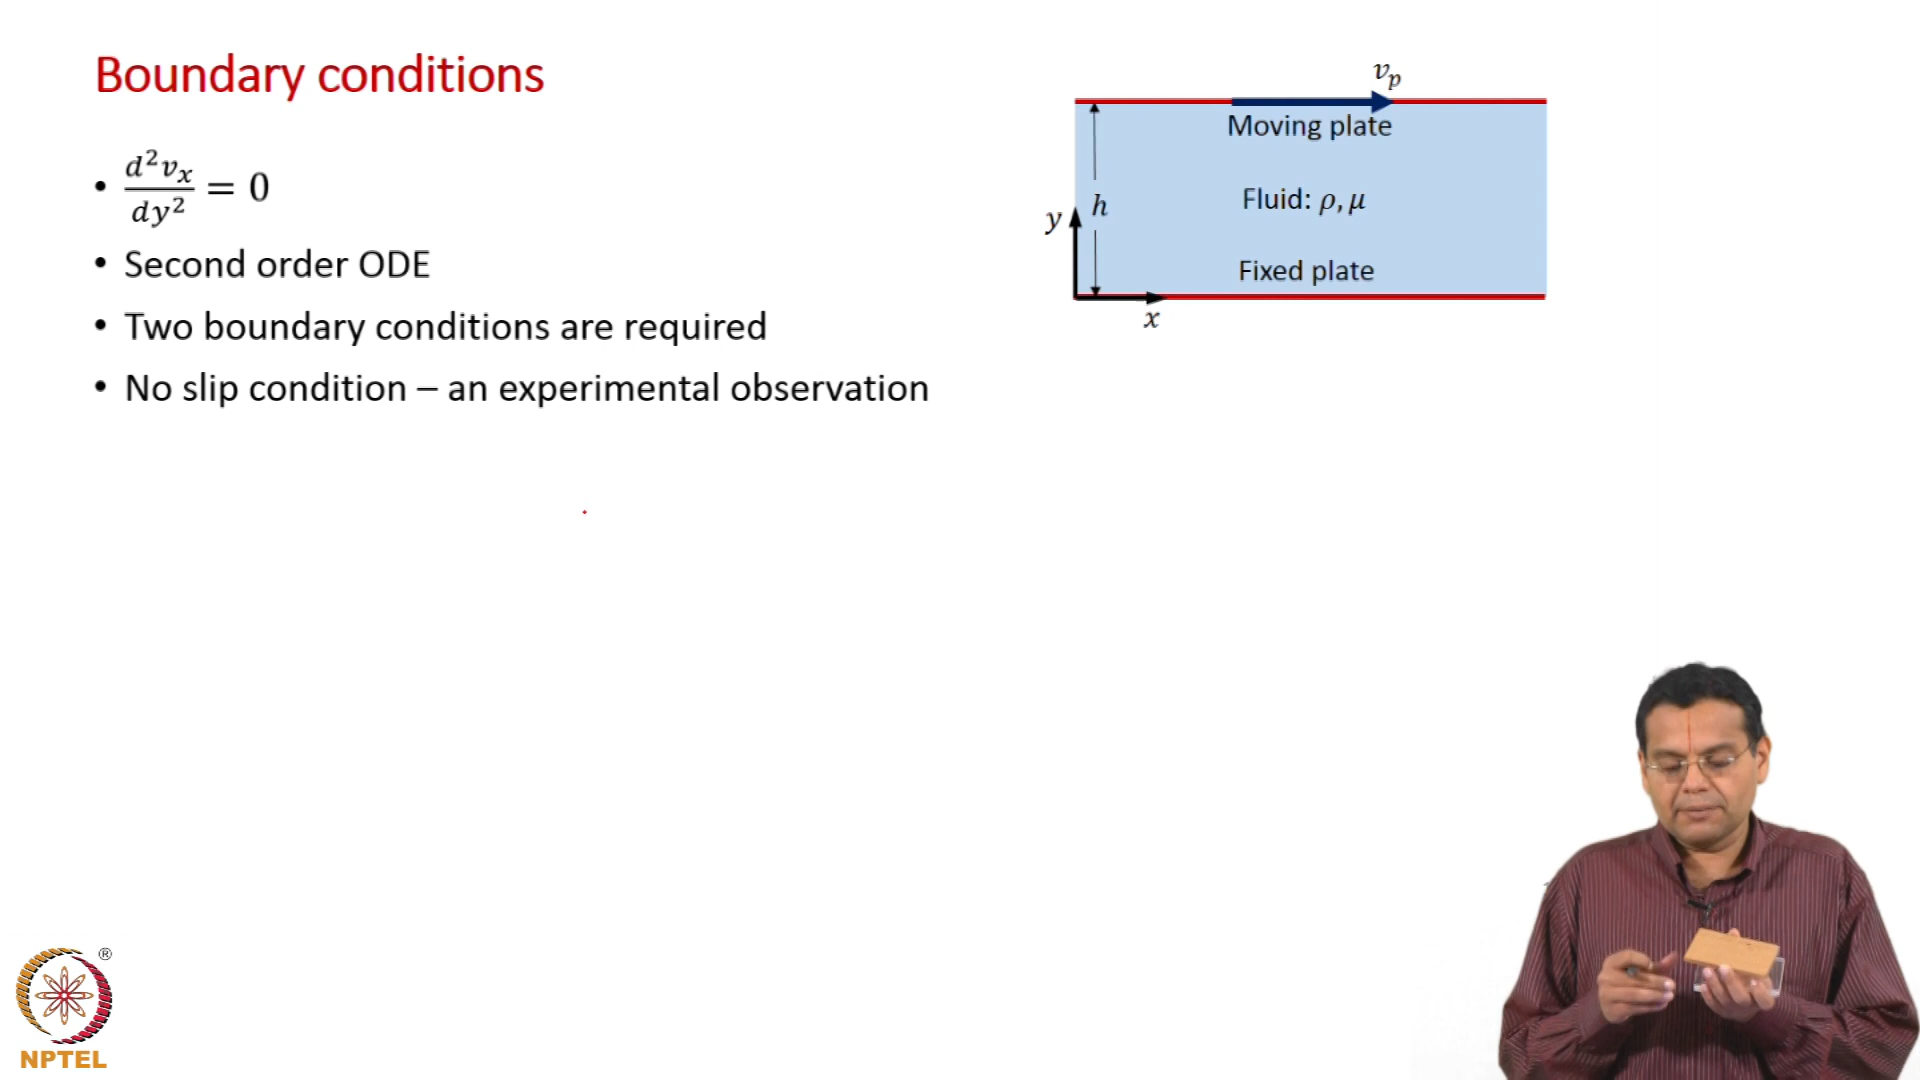 Boundary conditions
• d²vₓ/dy² = 0
• Second order ODE
• Two boundary conditions are required
• No slip condition – an experimental observation
vₚ
Moving plate
h
Fluid: ρ, μ
y
Fixed plate
x
®
NPTEL